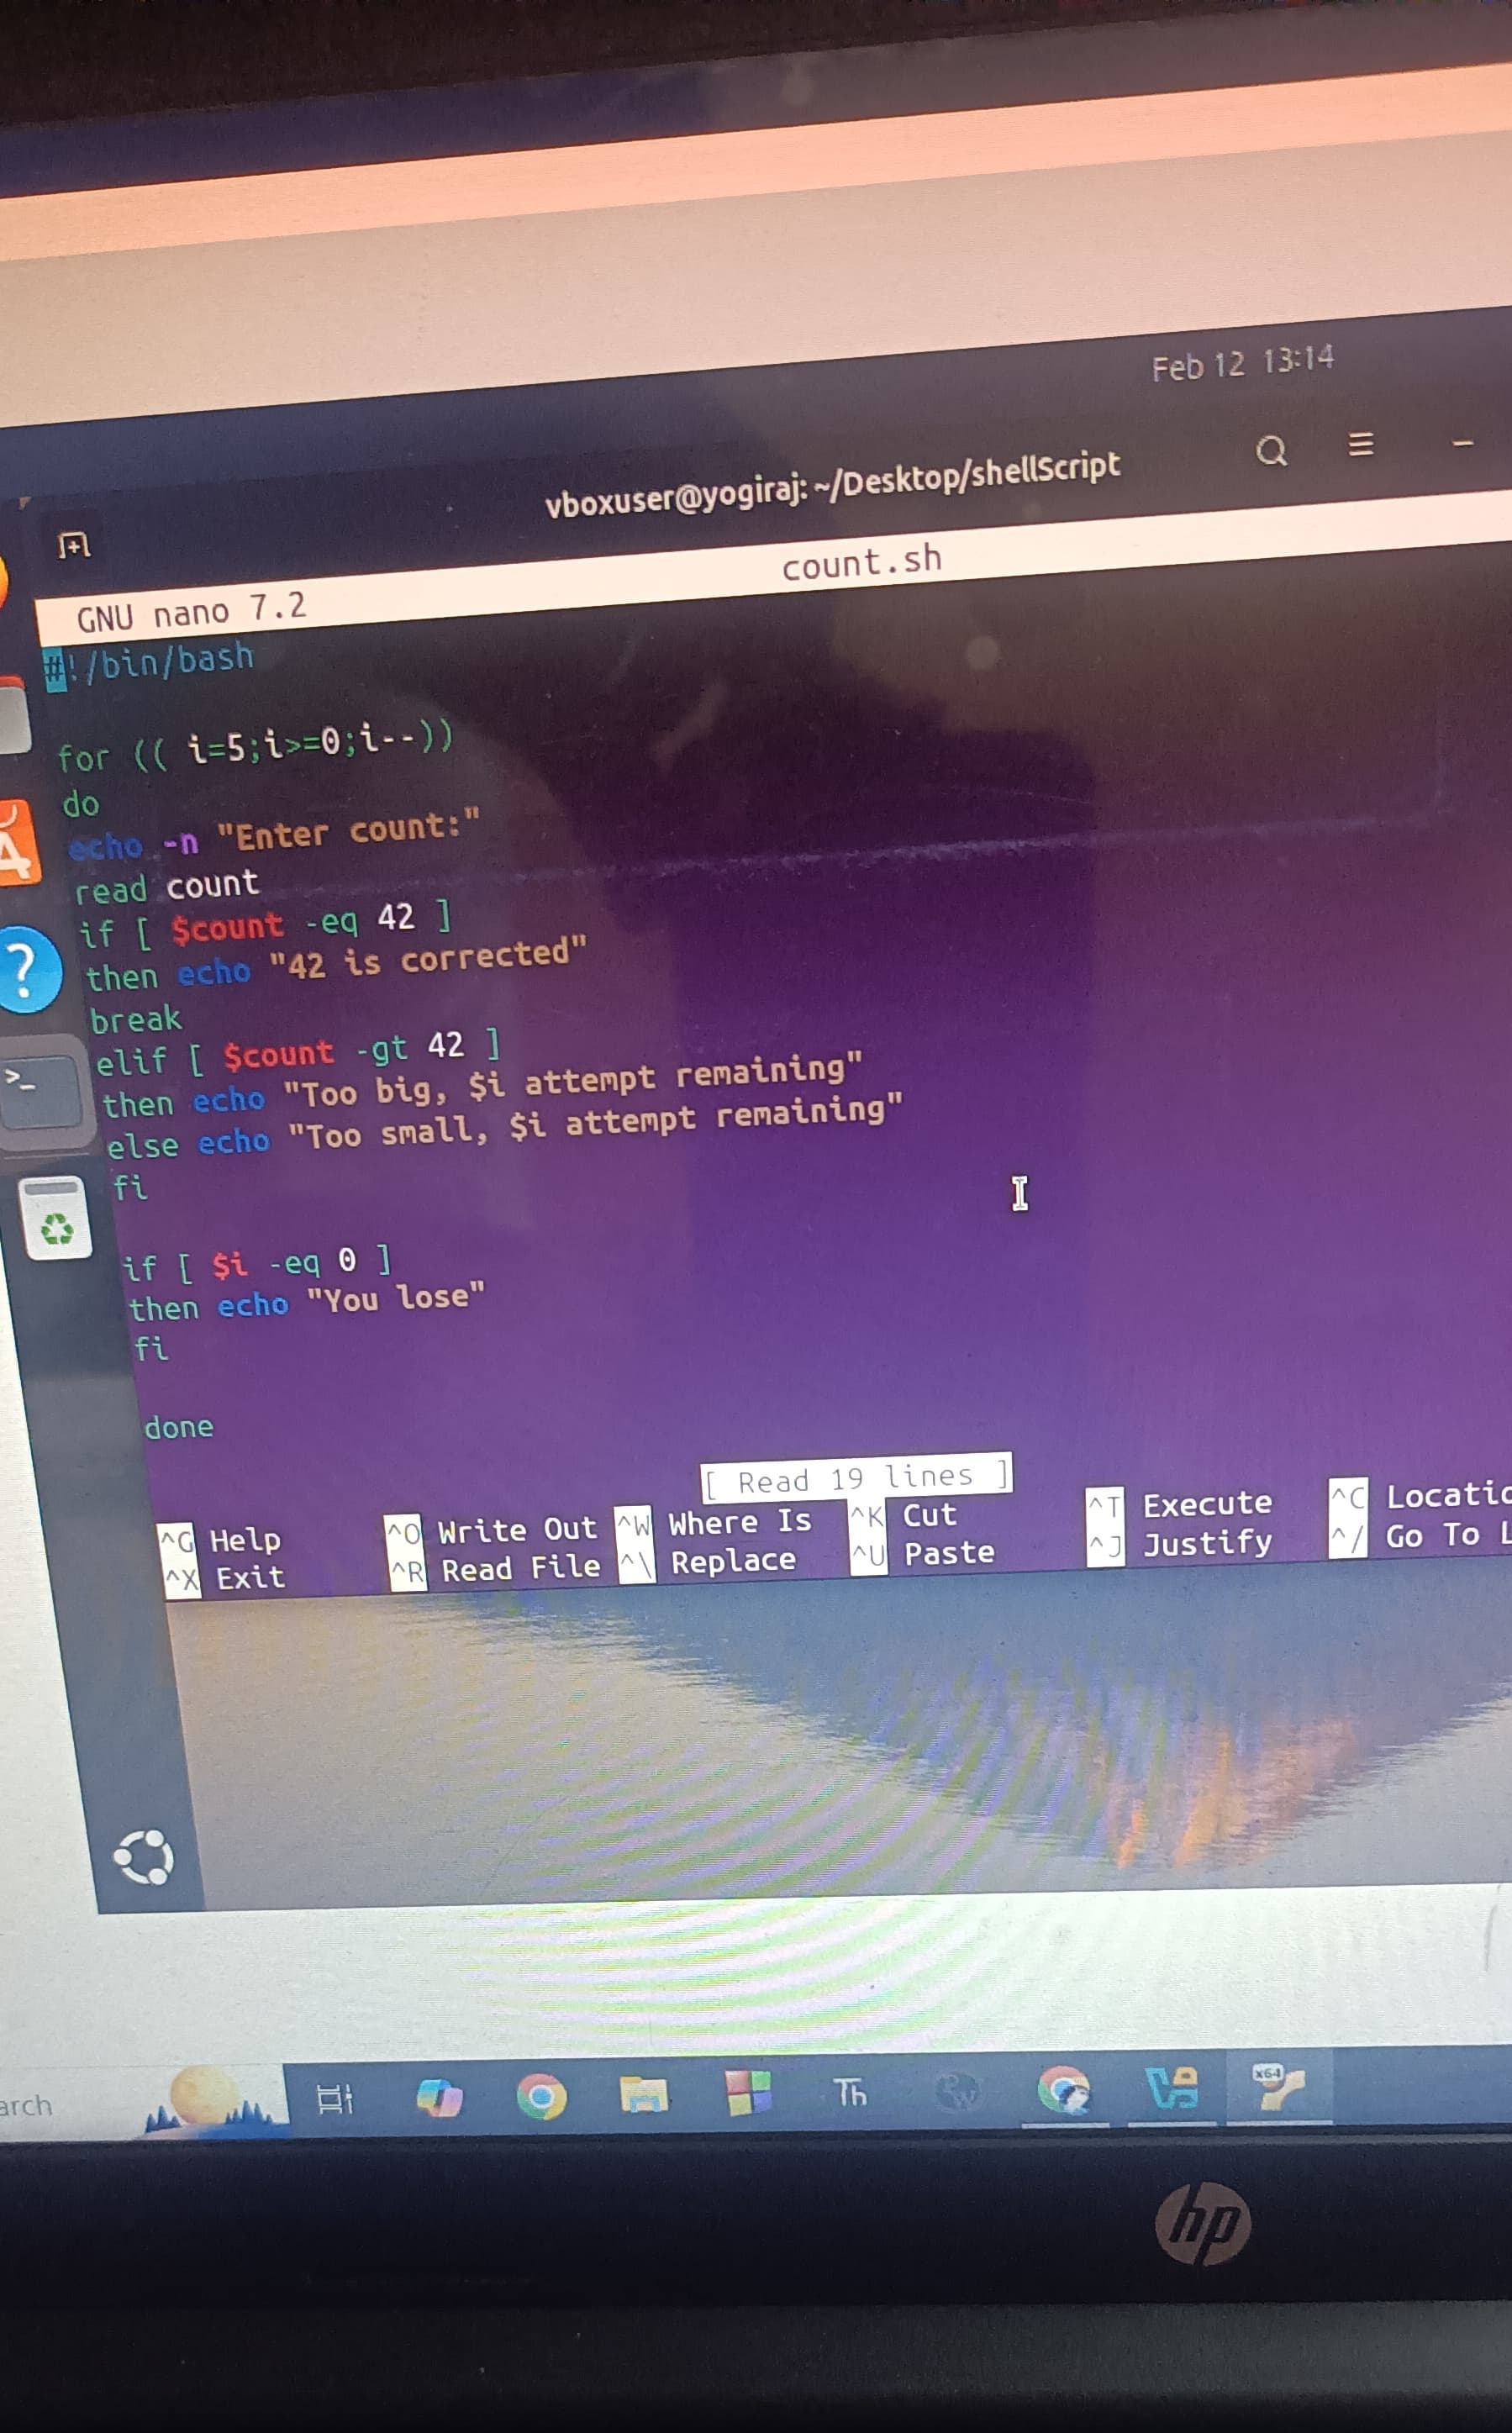 Feb 12 13:14
vboxuser@yogiraj: ~/Desktop/shellScript
GNU nano 7.2 count.sh
#!/bin/bash
for (( i=5;i>=0;i--))
do
echo -n "Enter count:"
read count
if [ $count -eq 42 ]
then echo "42 is corrected"
break
elif [ $count -gt 42 ]
then echo "Too big, $i attempt remaining"
else echo "Too small, $i attempt remaining"
fi
if [ $i -eq 0 ]
then echo "You lose"
fi
done
[ Read 19 lines ]
^G Help ^O Write Out ^W Where Is ^K Cut ^T Execute ^C Locatio
^X Exit ^R Read File ^\ Replace ^U Paste ^J Justify ^/ Go To L
arch Th x64
hp